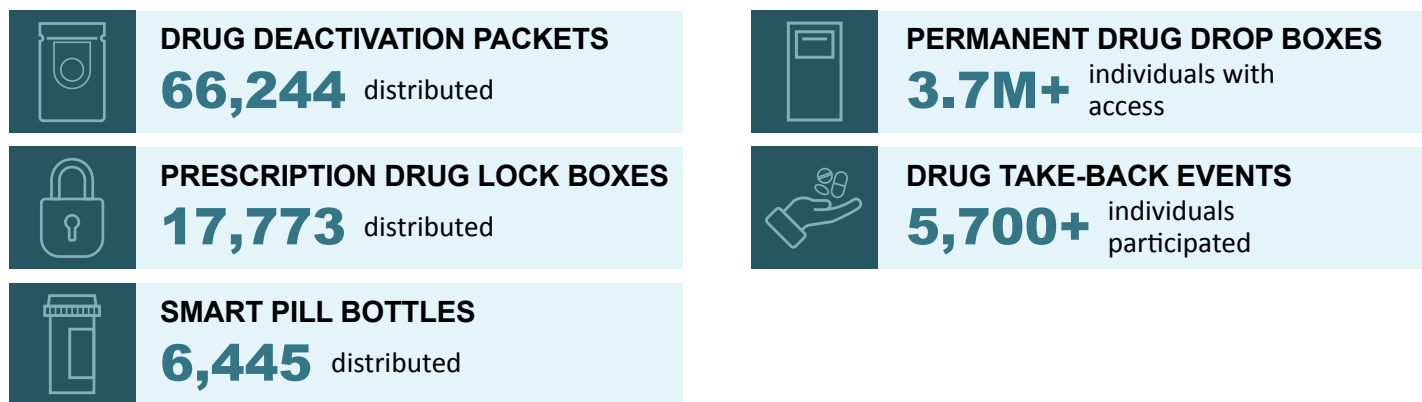 DRUG DEACTIVATION PACKETS
66,244 distributed
PRESCRIPTION DRUG LOCK BOXES
17,773 distributed
SMART PILL BOTTLES
6,445 distributed
PERMANENT DRUG DROP BOXES
3.7M+ individuals with
access
DRUG TAKE-BACK EVENTS
5,700+ individuals
participated